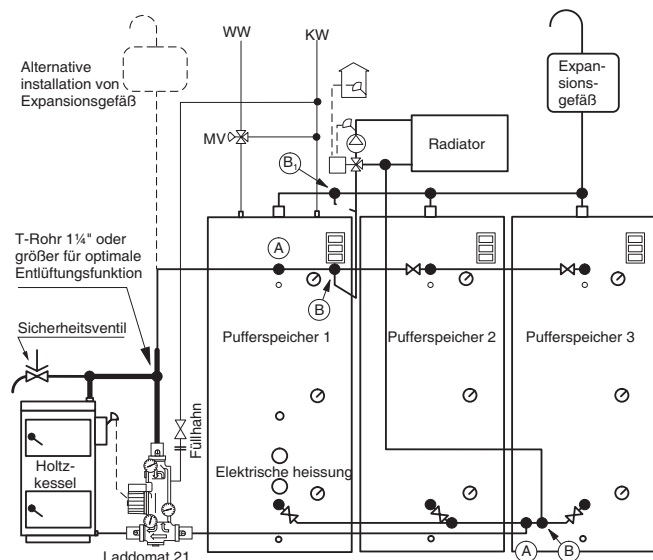 WW
KW
Alternative
installation von
Expansionsgefäß
Expan-
sions-
gefäß
MV
Radiator
B1
T-Rohr 1¼" oder
größer für optimale
Entlüftungsfunktion
A
B
Sicherheitsventil
Pufferspeicher 1
Pufferspeicher 2
Pufferspeicher 3
Füllhahn
Holtz-
kessel
Elektrische heissung
Laddomat 21
A
B